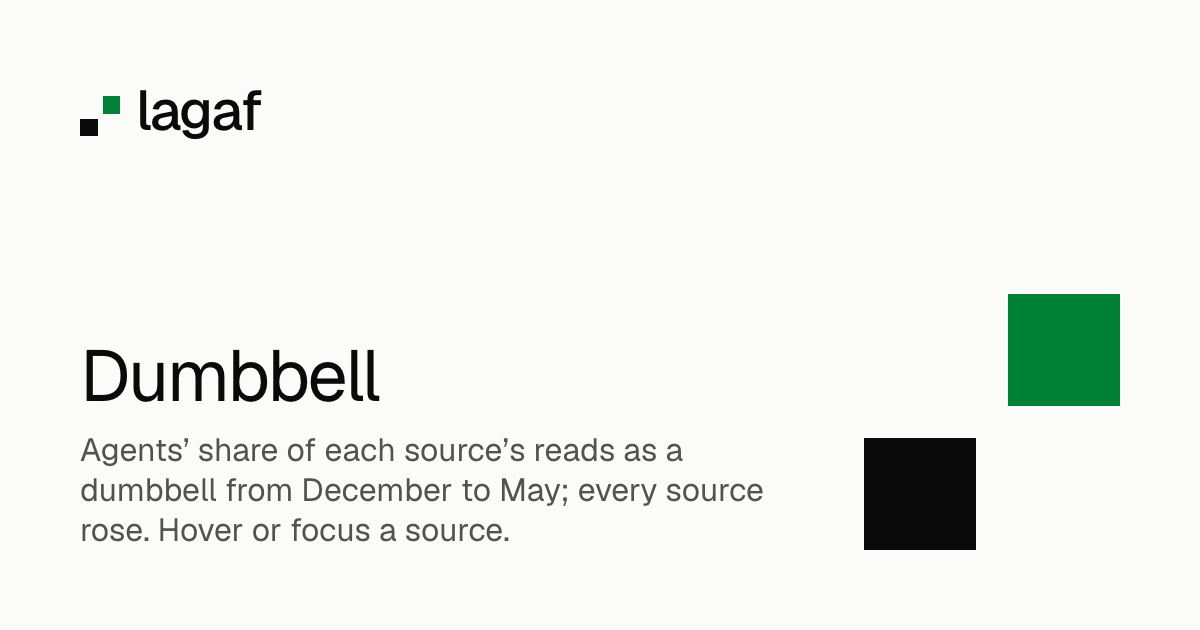 lagaf
Dumbbell
Agents’ share of each source’s reads as a
dumbbell from December to May; every source
rose. Hover or focus a source.